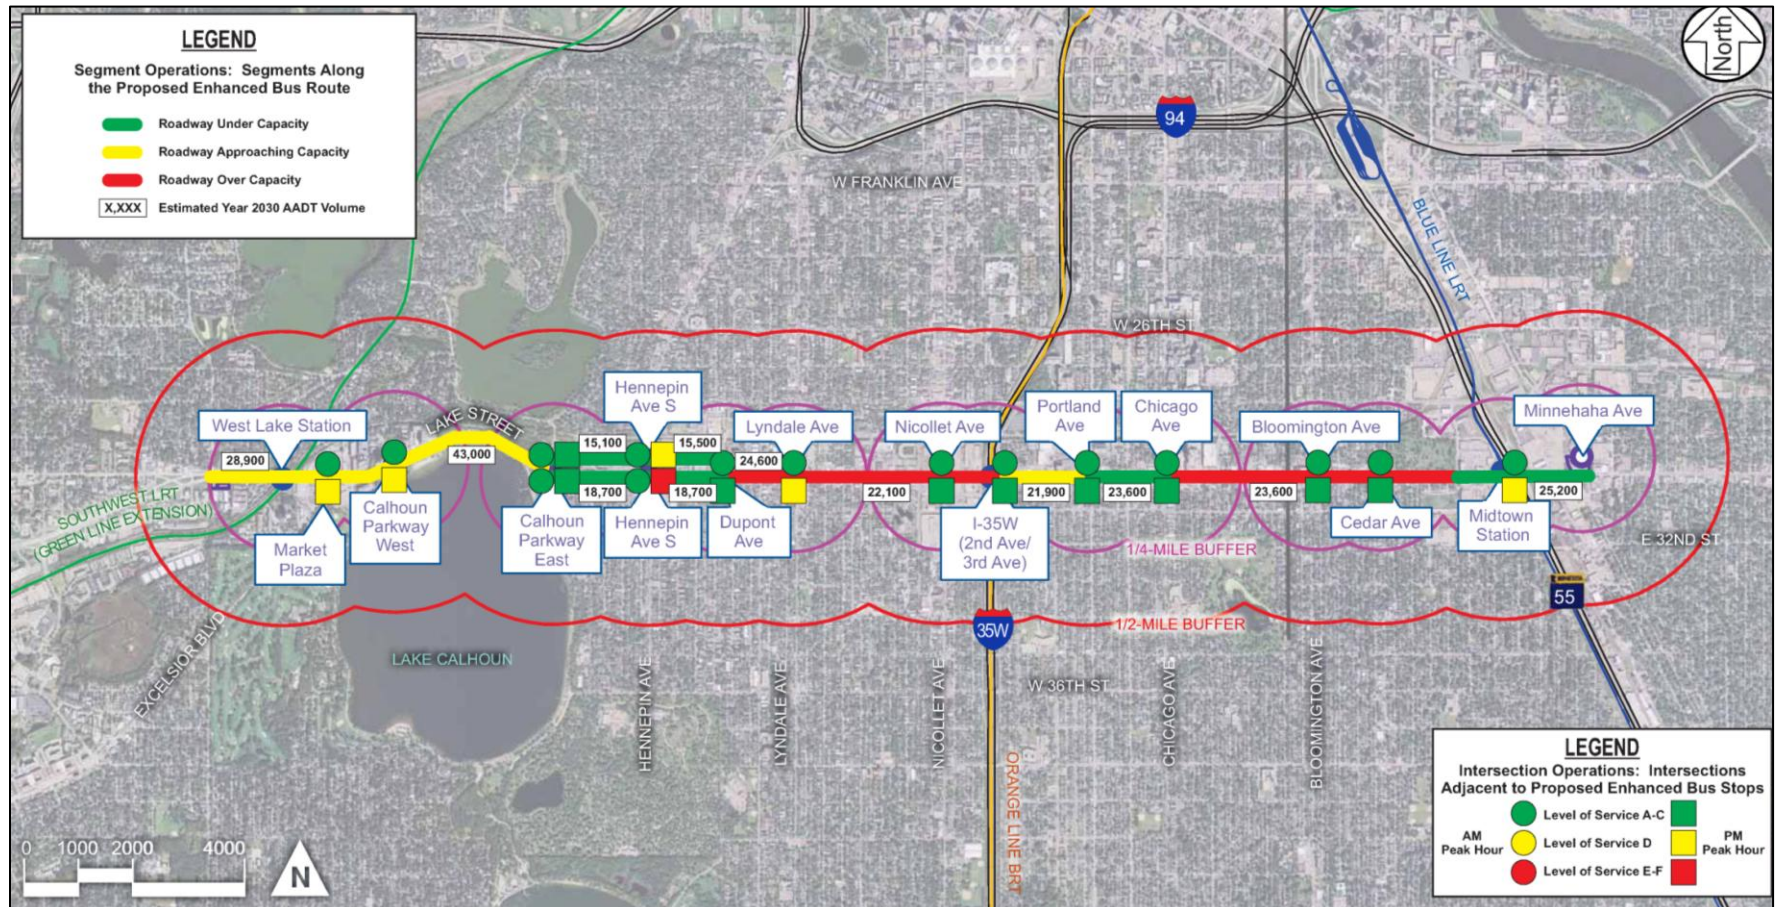 LEGEND
Segment Operations: Segments Along
the Proposed Enhanced Bus Route
Roadway Under Capacity
Roadway Approaching Capacity
Roadway Over Capacity
X,XXX Estimated Year 2030 AADT Volume
North
94
W FRANKLIN AVE
BLUE LINE LRT
W 26TH ST
LAKE STREET
West Lake Station
Hennepin
Ave S
Lyndale Ave
Nicollet Ave
Portland
Ave
Chicago
Ave
Bloomington Ave
Minnehaha Ave
28,900
43,000
15,100
15,500
24,600
18,700
18,700
22,100
21,900
23,600
23,600
25,200
SOUTHWEST LRT
(GREEN LINE EXTENSION)
Market
Plaza
Calhoun
Parkway
West
Calhoun
Parkway
East
Hennepin
Ave S
Dupont
Ave
I-35W
(2nd Ave/
3rd Ave)
Cedar Ave
Midtown
Station
1/4-MILE BUFFER
E 32ND ST
MINNESOTA
55
1/2-MILE BUFFER
35W
EXCELSIOR BLVD
LAKE CALHOUN
HENNEPIN AVE
LYNDALE AVE
NICOLLET AVE
W 36TH ST
CHICAGO AVE
BLOOMINGTON AVE
ORANGE LINE BRT
0 1000 2000 4000
N
LEGEND
Intersection Operations: Intersections
Adjacent to Proposed Enhanced Bus Stops
Level of Service A-C
AM
Peak Hour
Level of Service D
PM
Peak Hour
Level of Service E-F